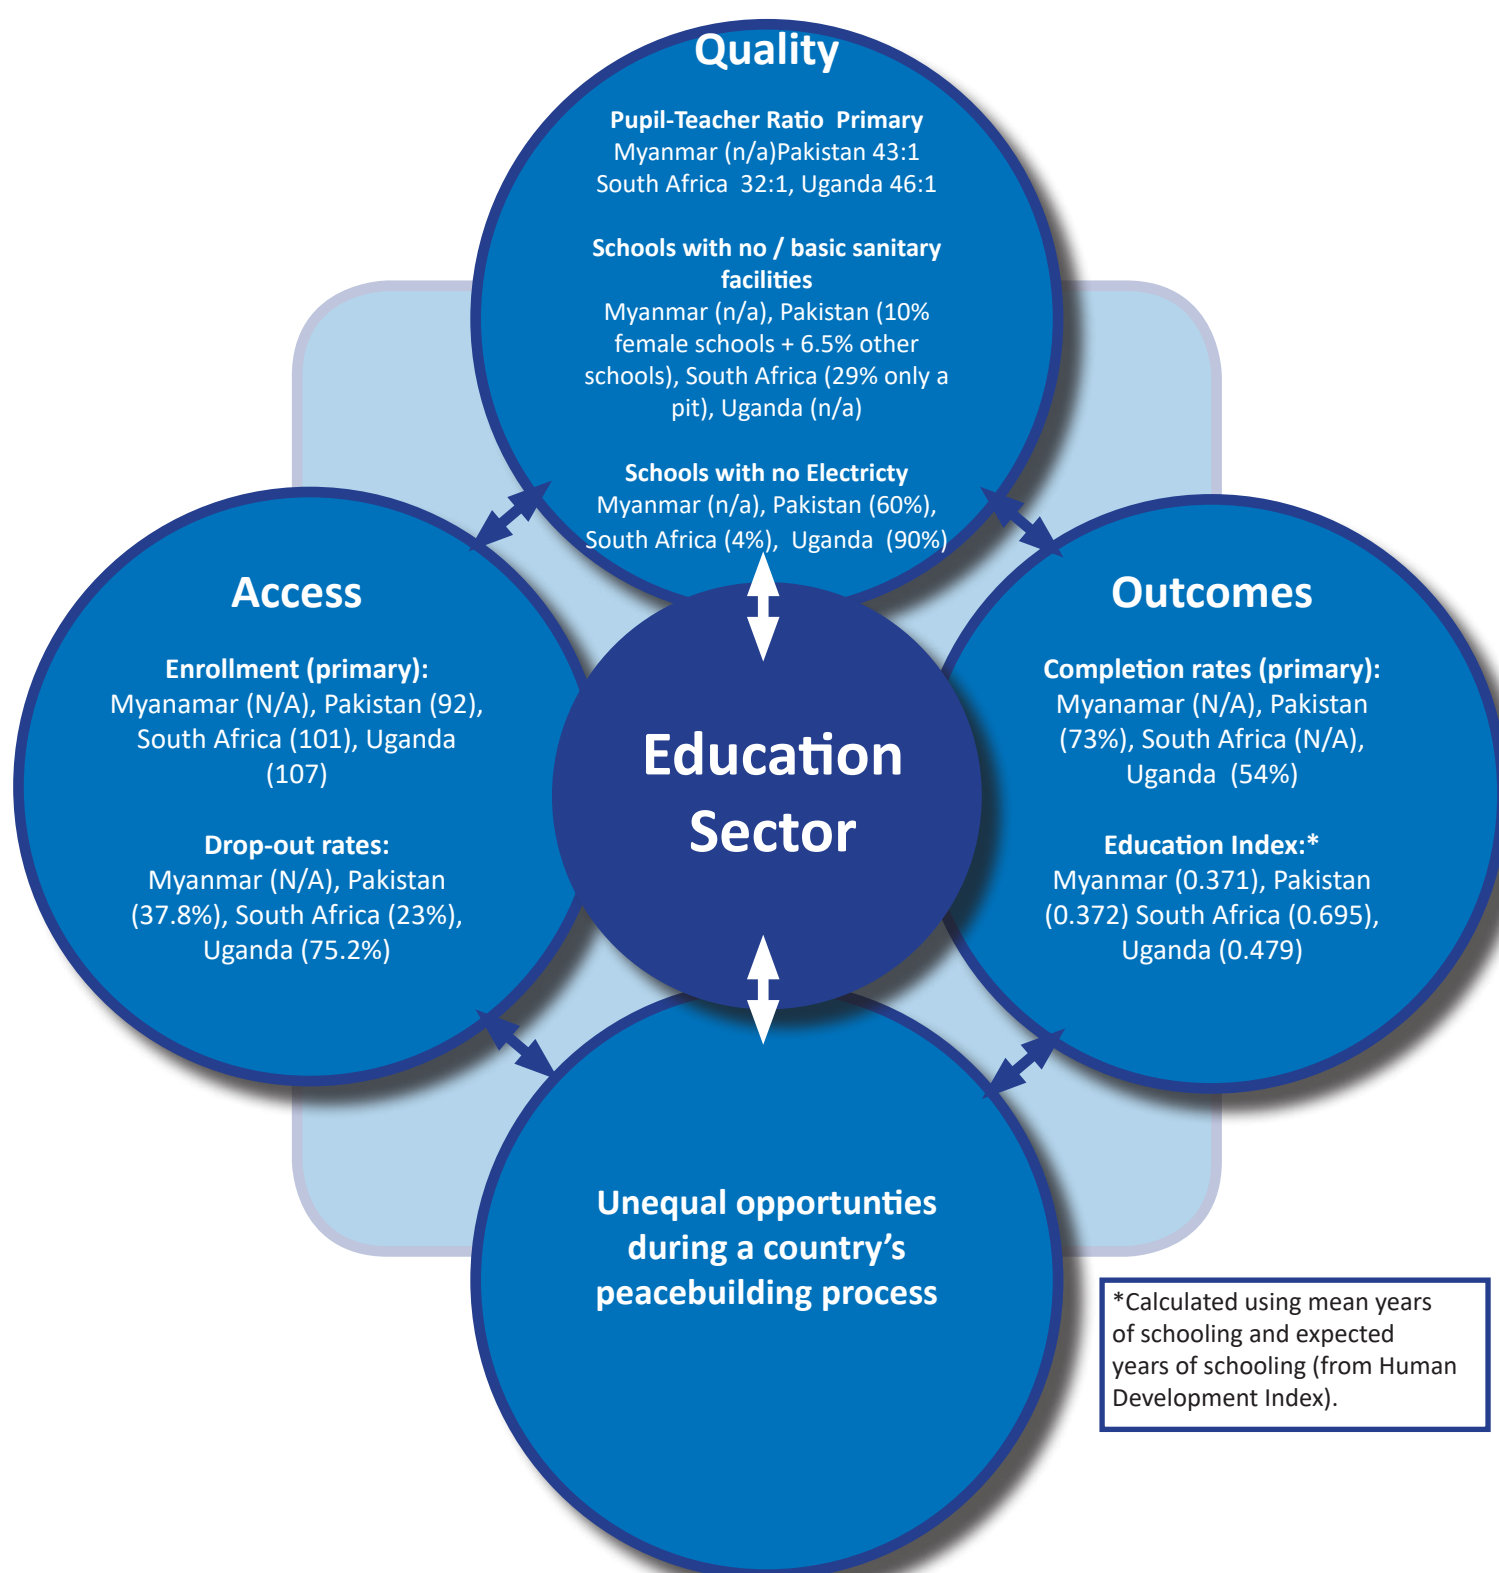 Quality
Pupil-Teacher Ratio  Primary
Myanmar (n/a)Pakistan 43:1
South Africa  32:1, Uganda 46:1
Schools with no / basic sanitary
facilities
Myanmar (n/a), Pakistan (10%
female schools + 6.5% other
schools), South Africa (29% only a
pit), Uganda (n/a)
Schools with no Electricty
Myanmar (n/a), Pakistan (60%),
South Africa (4%),  Uganda  (90%)
Access
Enrollment (primary):
Myanamar (N/A), Pakistan (92),
South Africa (101), Uganda
(107)
Drop-out rates:
Myanmar (N/A), Pakistan
(37.8%), South Africa (23%),
Uganda (75.2%)
Education
Sector
Outcomes
Completion rates (primary):
Myanamar (N/A), Pakistan
(73%), South Africa (N/A),
Uganda  (54%)
Education Index:*
Myanmar (0.371), Pakistan
(0.372) South Africa (0.695),
Uganda (0.479)
Unequal opportunties
during a country’s
peacebuilding process
*Calculated using mean years
of schooling and expected
years of schooling (from Human
Development Index).